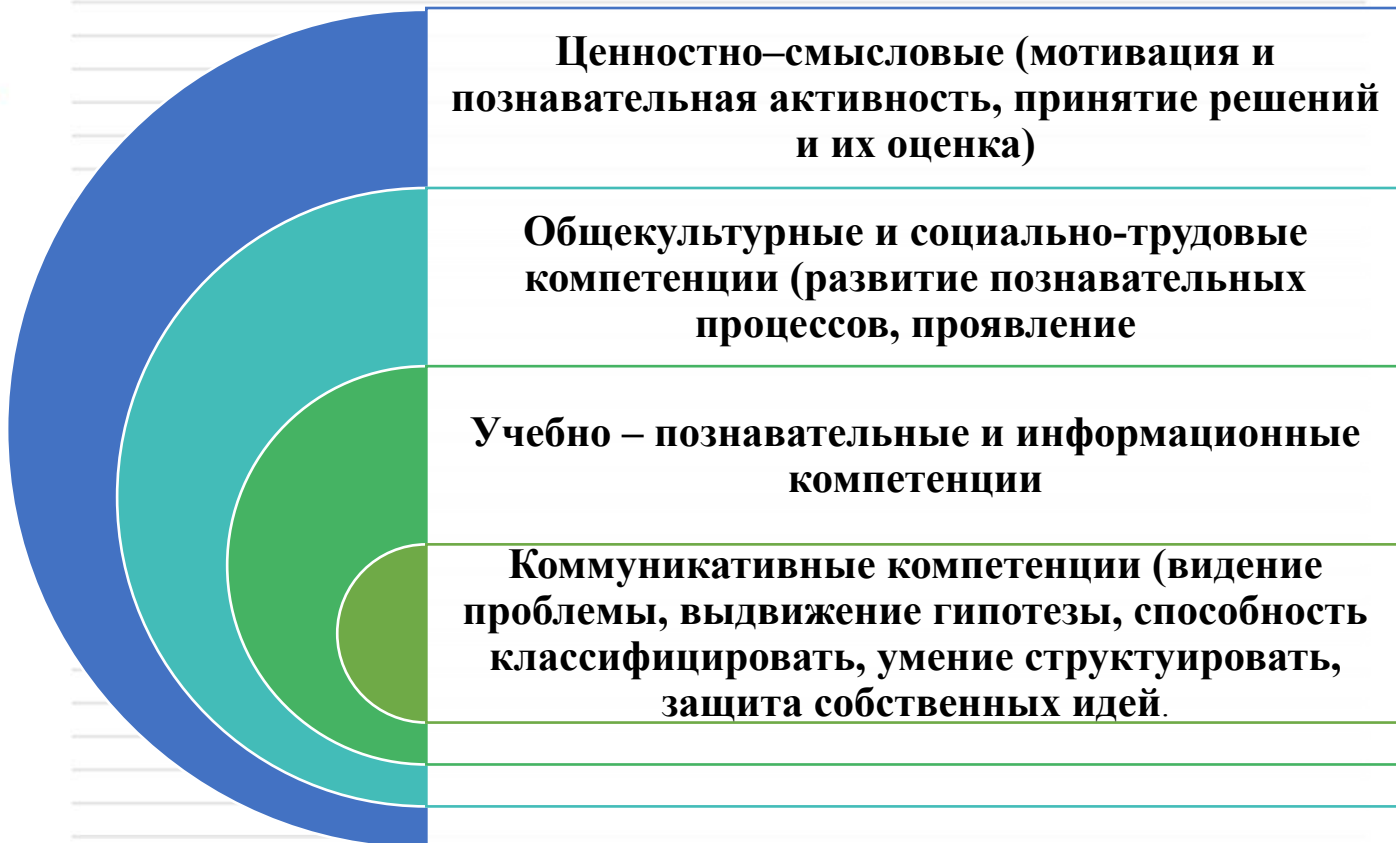 Ценностно–смысловые (мотивация и
познавательная активность, принятие решений
и их оценка)
Общекультурные и социально-трудовые
компетенции (развитие познавательных
процессов, проявление
Учебно – познавательные и информационные
компетенции
Коммуникативные компетенции (видение
проблемы, выдвижение гипотезы, способность
классифицировать, умение структуировать,
защита собственных идей.